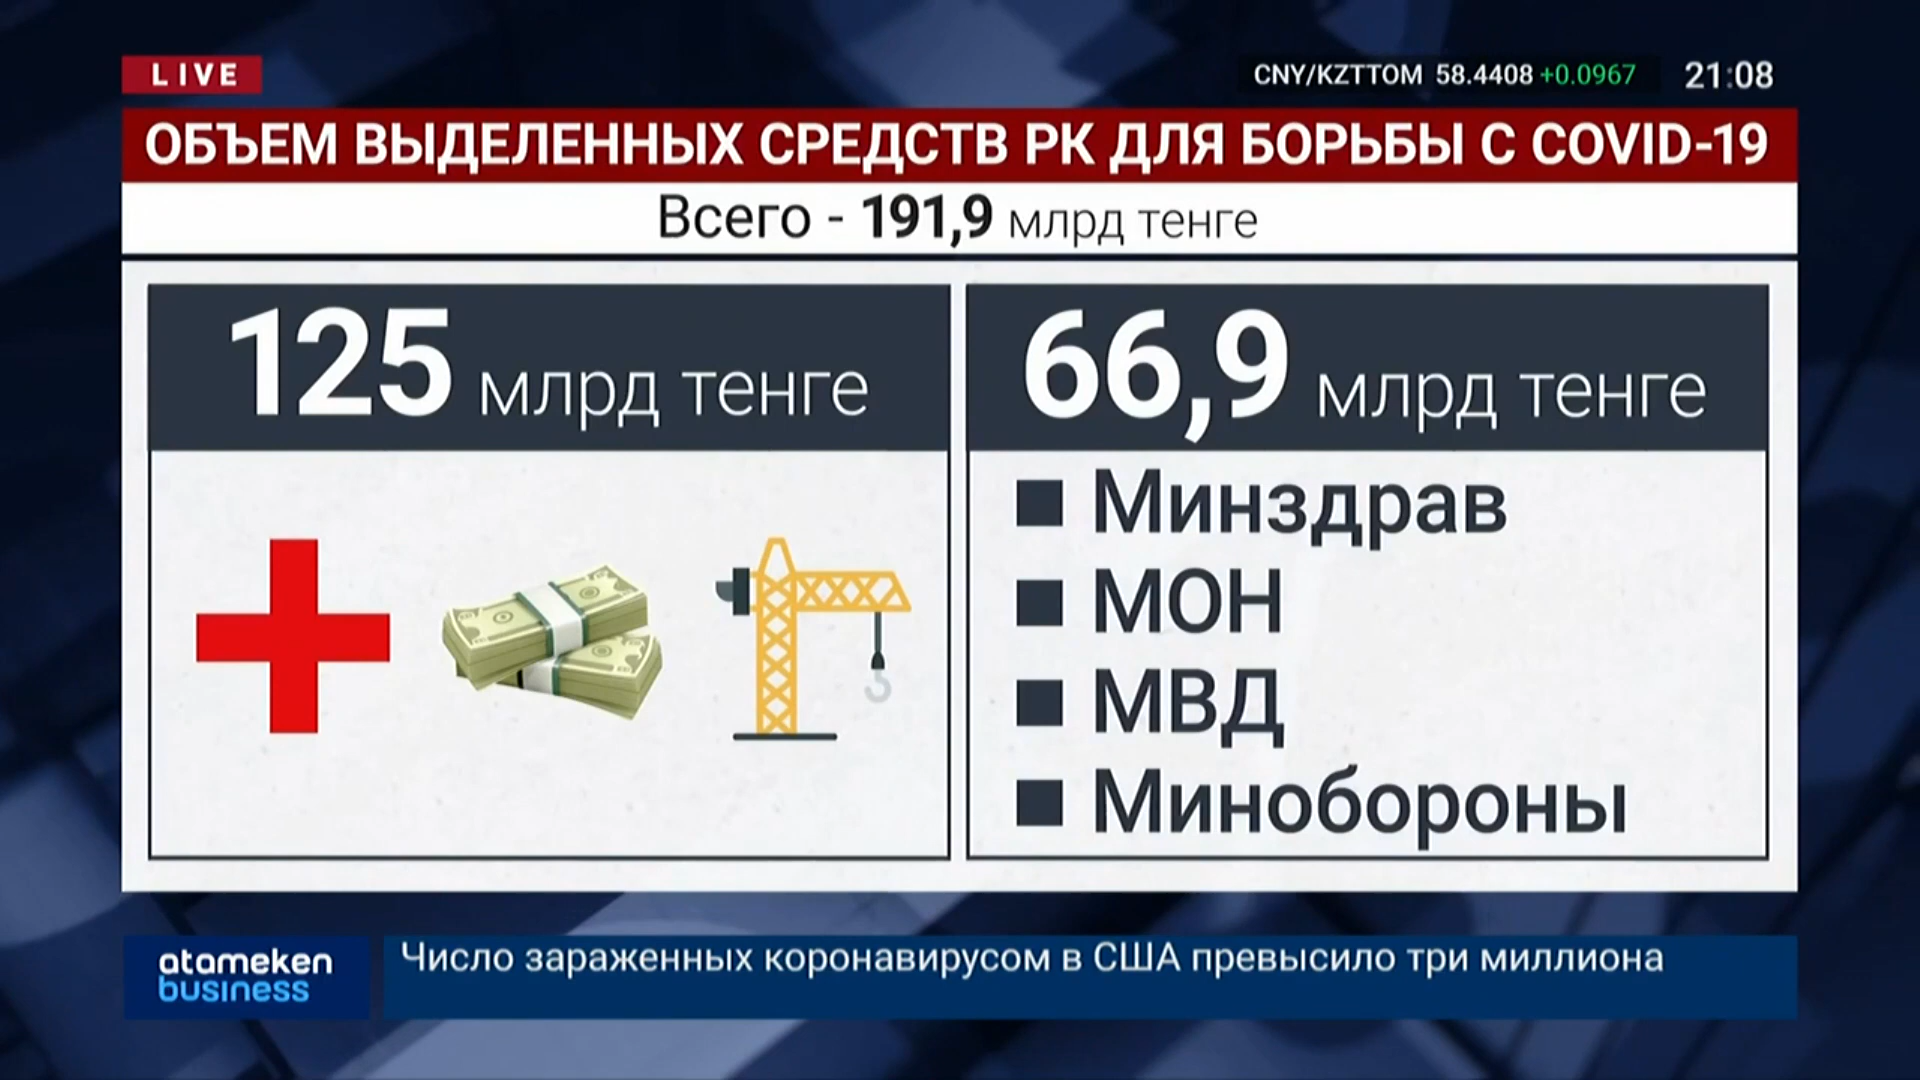 LIVE
CNY/KZTTOM 58.4408 +0.0967 21:08
ОБЪЕМ ВЫДЕЛЕННЫХ СРЕДСТВ РК ДЛЯ БОРЬБЫ С COVID-19
Всего - 191,9 млрд тенге
125 млрд тенге
66,9 млрд тенге
Минздрав
МОН
МВД
Минобороны
atameken
business
Число зараженных коронавирусом в США превысило три миллиона